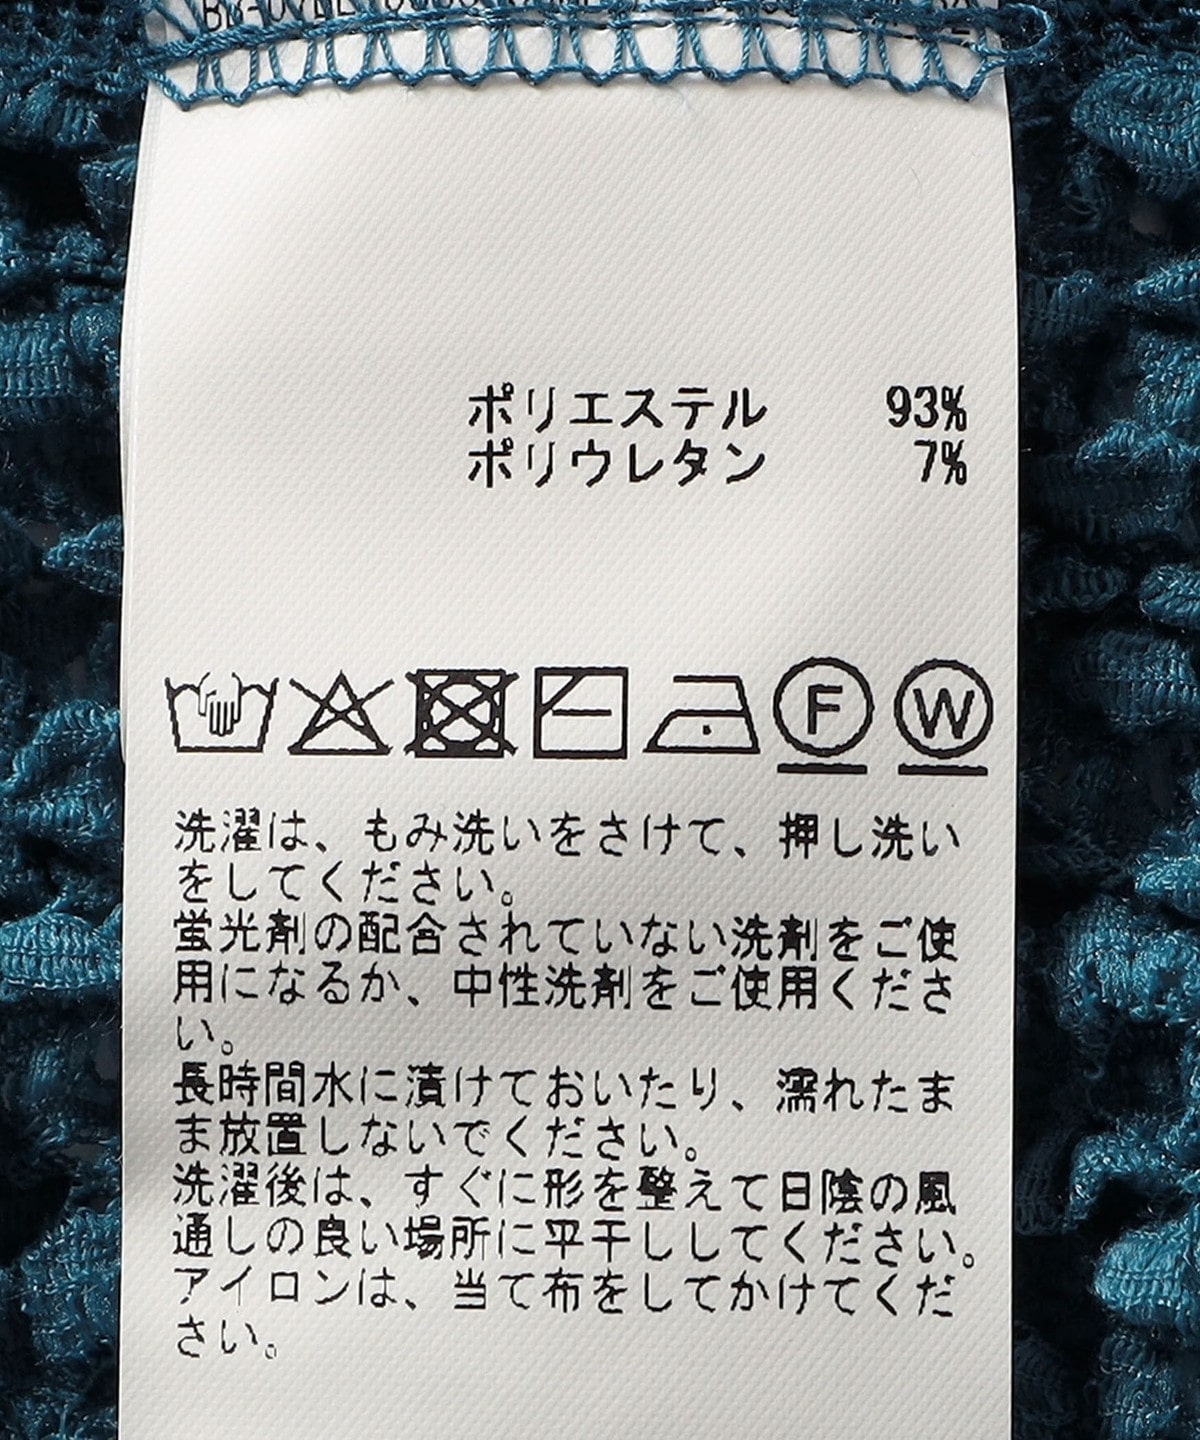 ポリエステル 93%
ポリウレタン 7%
F W
洗濯は、もみ洗いをさけて、押し洗い
をしてください。
蛍光剤の配合されていない洗剤をご使
用になるか、中性洗剤をご使用くださ
い。
長時間水に漬けておいたり、濡れたま
ま放置しないでください。
洗濯後は、すぐに形を整えて日陰の風
通しの良い場所に平干ししてください。
アイロンは、当て布をしてかけてくだ
さい。